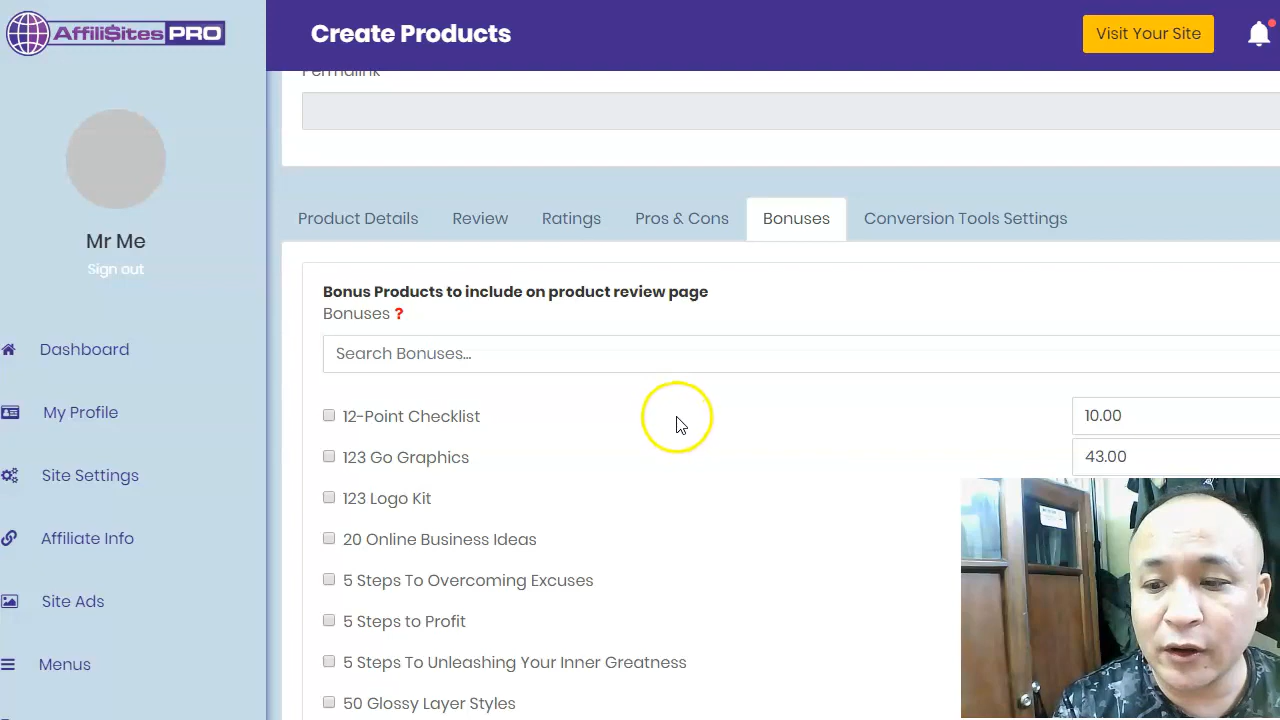 Affili$ites PRO
Create Products
Visit Your Site
Permalink
Mr Me
Sign out
Dashboard
My Profile
Site Settings
Affiliate Info
Site Ads
Menus
Product Details
Review
Ratings
Pros & Cons
Bonuses
Conversion Tools Settings
Bonus Products to include on product review page
Bonuses ?
Search Bonuses...
12-Point Checklist
10.00
123 Go Graphics
43.00
123 Logo Kit
20 Online Business Ideas
5 Steps To Overcoming Excuses
5 Steps to Profit
5 Steps To Unleashing Your Inner Greatness
50 Glossy Layer Styles